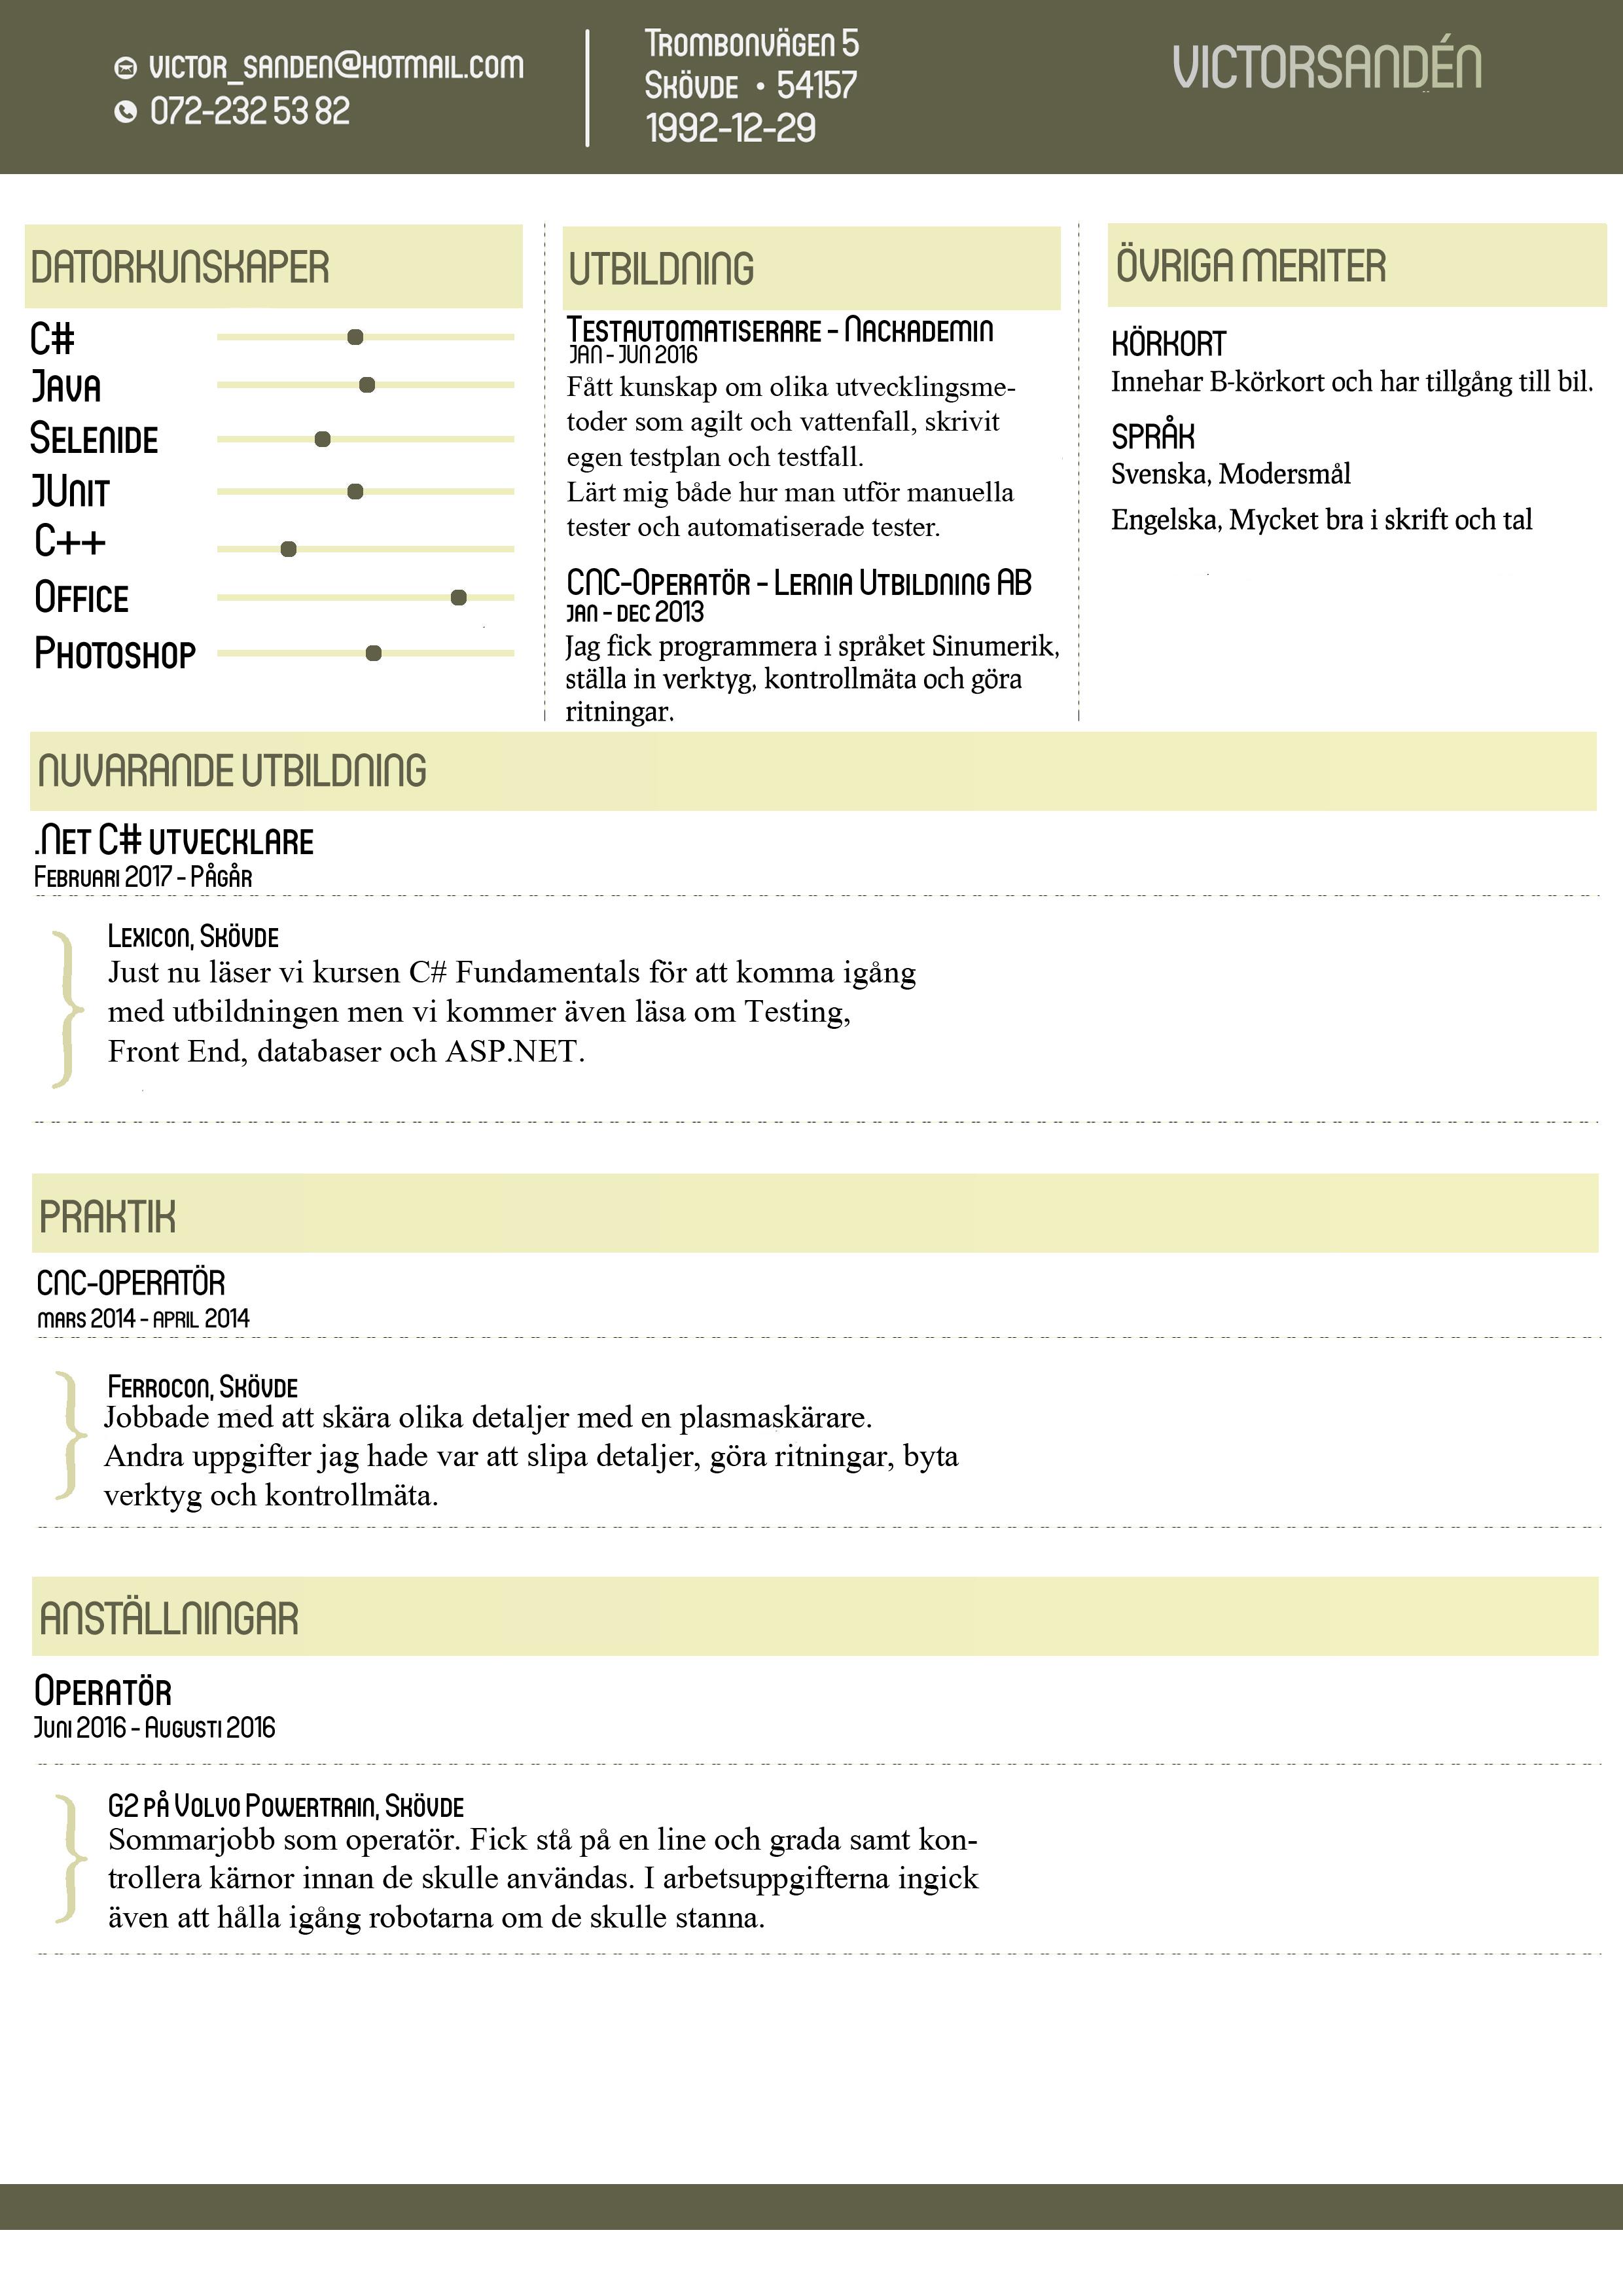 VICTOR_SANDEN@HOTMAIL.COM
072-232 53 82
TROMBONVÄGEN 5
SKÖVDE • 54157
1992-12-29
VICTORSANDÉN
DATORKUNSKAPER
C#
JAVA
SELENIDE
JUNIT
C++
OFFICE
PHOTOSHOP
UTBILDNING
TESTAUTOMATISERARE - NACKADEMIN
JAN - JUN 2016
Fått kunskap om olika utvecklingsme-
toder som agilt och vattenfall, skrivit
egen testplan och testfall.
Lärt mig både hur man utför manuella
tester och automatiserade tester.
CNC-OPERATÖR - LERNIA UTBILDNING AB
JAN - DEC 2013
Jag fick programmera i språket Sinumerik,
ställa in verktyg, kontrollmäta och göra
ritningar.
ÖVRIGA MERITER
KÖRKORT
Innehar B-körkort och har tillgång till bil.
SPRÅK
Svenska, Modersmål
Engelska, Mycket bra i skrift och tal
NUVARANDE UTBILDNING
.NET C# UTVECKLARE
FEBRUARI 2017 - PÅGÅR
LEXICON, SKÖVDE
Just nu läser vi kursen C# Fundamentals för att komma igång
med utbildningen men vi kommer även läsa om Testing,
Front End, databaser och ASP.NET.
PRAKTIK
CNC-OPERATÖR
MARS 2014 - APRIL 2014
FERROCON, SKÖVDE
Jobbade med att skära olika detaljer med en plasmaskärare.
Andra uppgifter jag hade var att slipa detaljer, göra ritningar, byta
verktyg och kontrollmäta.
ANSTÄLLNINGAR
OPERATÖR
JUNI 2016 - AUGUSTI 2016
G2 PÅ VOLVO POWERTRAIN, SKÖVDE
Sommarjobb som operatör. Fick stå på en line och grada samt kon-
trollera kärnor innan de skulle användas. I arbetsuppgifterna ingick
även att hålla igång robotarna om de skulle stanna.